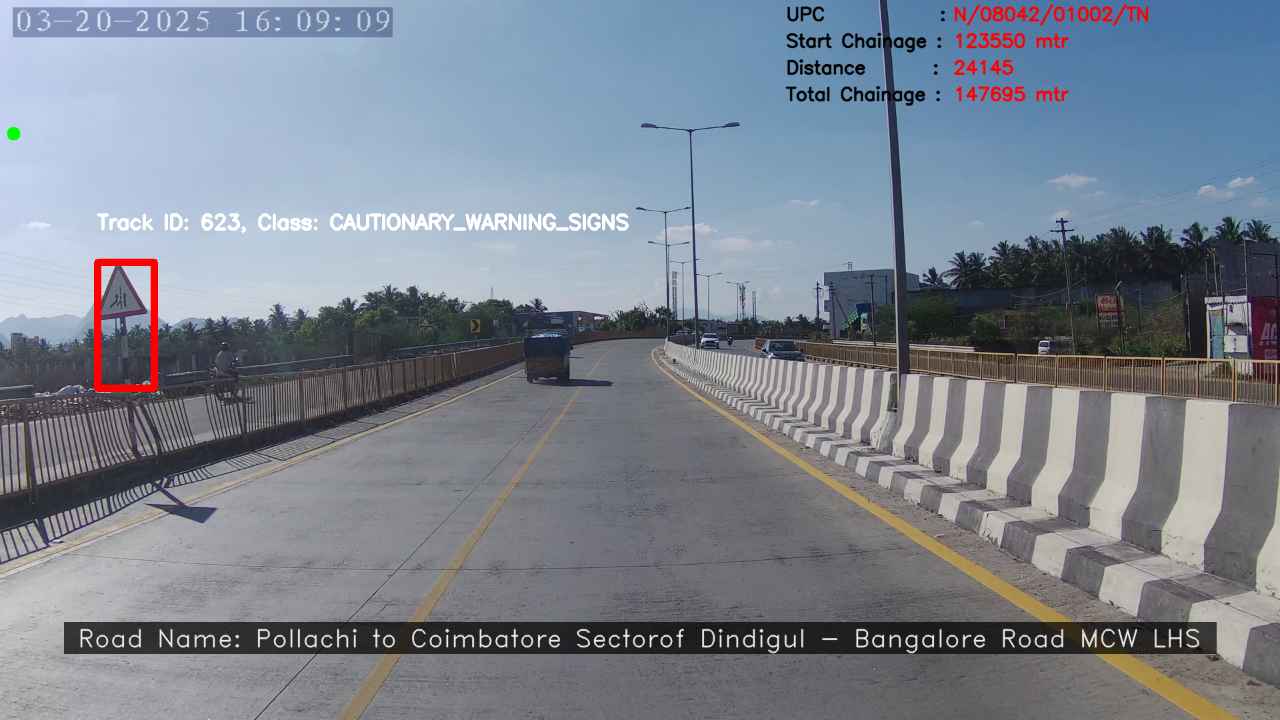 03-20-2025 16:09:09
UPC : N/08042/01002/TN
Start Chainage : 123550 mtr
Distance : 24145
Total Chainage : 147695 mtr
Track ID: 623, Class: CAUTIONARY_WARNING_SIGNS
Road Name: Pollachi to Coimbatore Sectorof Dindigul - Bangalore Road MCW LHS